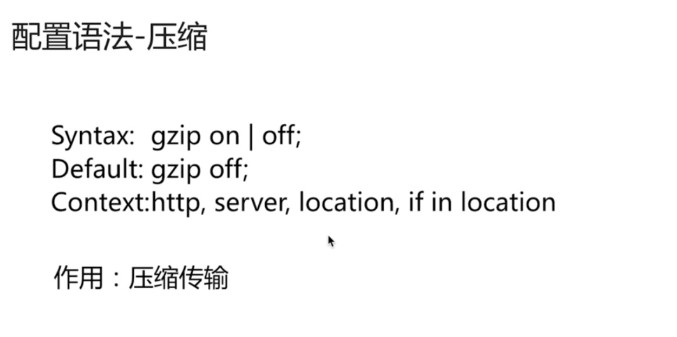 配置语法-压缩
Syntax: gzip on | off;
Default: gzip off;
Context:http, server, location, if in location
作用：压缩传输